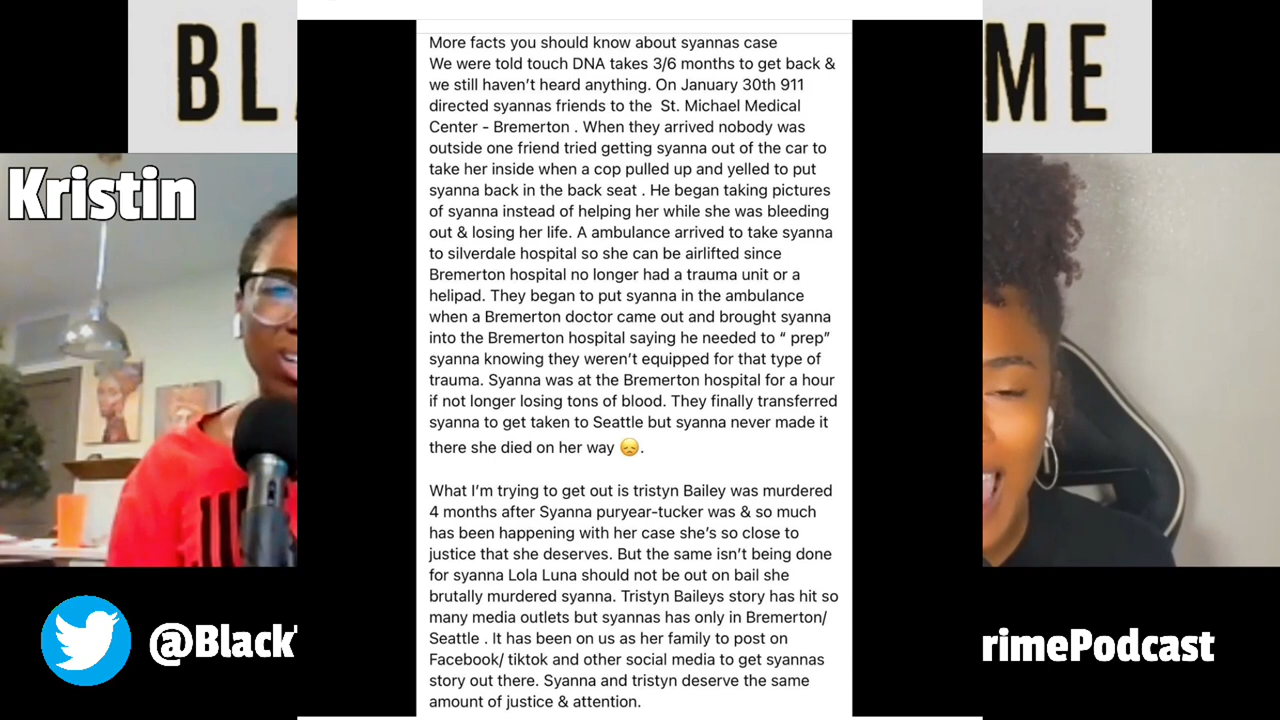 BL
ME
Kristin
More facts you should know about syannas case
We were told touch DNA takes 3/6 months to get back &
we still haven’t heard anything. On January 30th 911
directed syannas friends to the  St. Michael Medical
Center - Bremerton . When they arrived nobody was
outside one friend tried getting syanna out of the car to
take her inside when a cop pulled up and yelled to put
syanna back in the back seat . He began taking pictures
of syanna instead of helping her while she was bleeding
out & losing her life. A ambulance arrived to take syanna
to silverdale hospital so she can be airlifted since
Bremerton hospital no longer had a trauma unit or a
helipad. They began to put syanna in the ambulance
when a Bremerton doctor came out and brought syanna
into the Bremerton hospital saying he needed to “ prep”
syanna knowing they weren’t equipped for that type of
trauma. Syanna was at the Bremerton hospital for a hour
if not longer losing tons of blood. They finally transferred
syanna to get taken to Seattle but syanna never made it
there she died on her way 😞.
What I’m trying to get out is tristyn Bailey was murdered
4 months after Syanna puryear-tucker was & so much
has been happening with her case she’s so close to
justice that she deserves. But the same isn’t being done
for syanna Lola Luna should not be out on bail she
brutally murdered syanna. Tristyn Baileys story has hit so
many media outlets but syannas has only in Bremerton/
Seattle . It has been on us as her family to post on
Facebook/ tiktok and other social media to get syannas
story out there. Syanna and tristyn deserve the same
amount of justice & attention.
@Black
rimePodcast